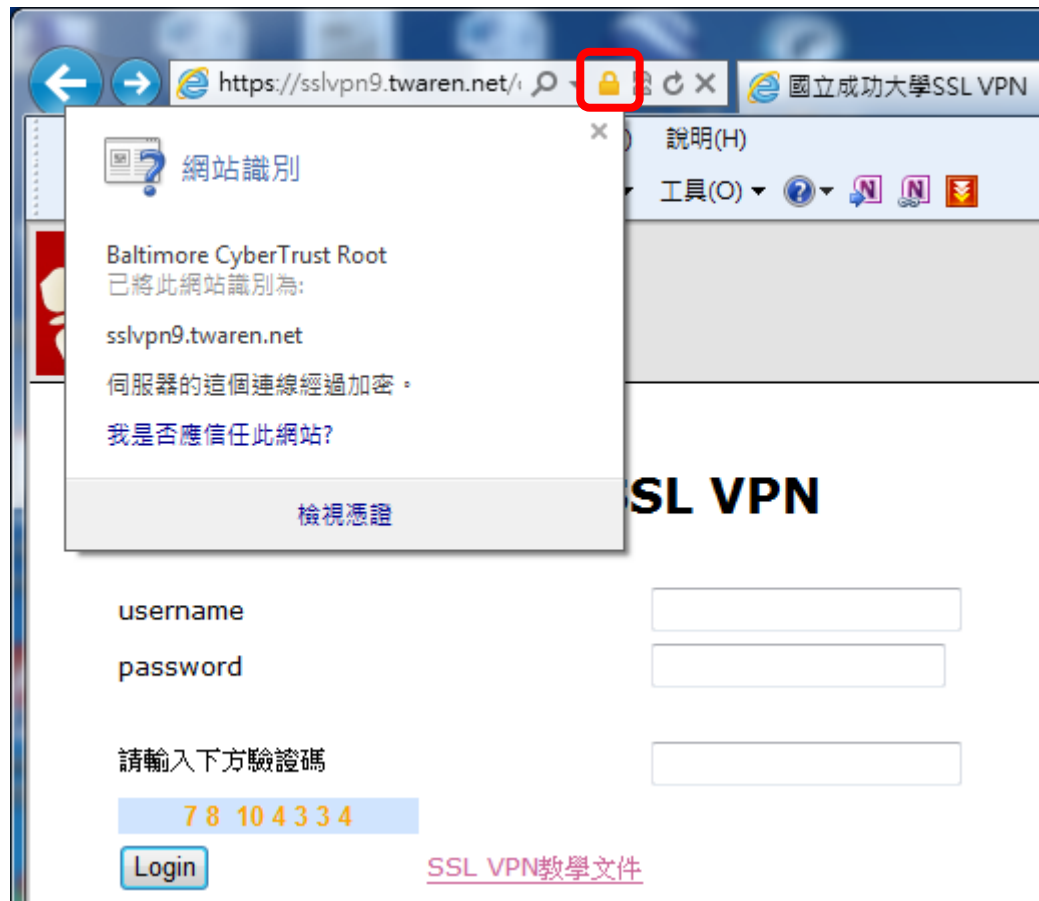 https://sslvpn9.twaren.net/
國立成功大學SSL VPN
說明(H)
工具(O)
網站識別
Baltimore CyberTrust Root
已將此網站識別為:
sslvpn9.twaren.net
伺服器的這個連線經過加密。
我是否應信任此網站?
檢視憑證
SSL VPN
username
password
請輸入下方驗證碼
7 8 10 4 3 3 4
Login
SSL VPN教學文件